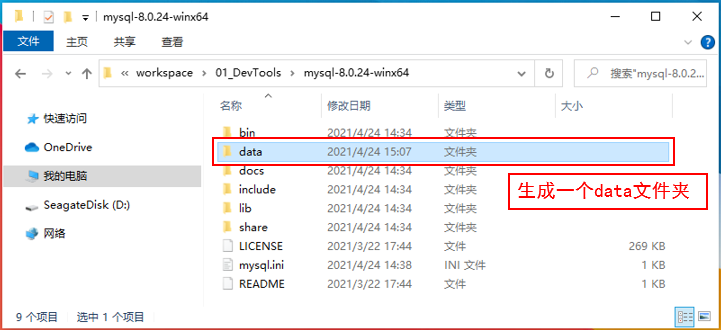 mysql-8.0.24-winx64
文件 主页 共享 查看
workspace 01_DevTools mysql-8.0.24-winx64 搜索"mysql-8.0.2...
名称 修改日期 类型 大小
快速访问
OneDrive
我的电脑
SeagateDisk (D:)
网络
bin 2021/4/24 14:34 文件夹
data 2021/4/24 15:07 文件夹
docs 2021/4/24 14:34 文件夹
include 2021/4/24 14:34 文件夹
lib 2021/4/24 14:34 文件夹
share 2021/4/24 14:34 文件夹
LICENSE 2021/3/22 17:44 文件 269 KB
mysql.ini 2021/4/24 14:38 INI 文件 1 KB
README 2021/3/22 17:44 文件 1 KB
生成一个data文件夹
9 个项目 选中 1 个项目